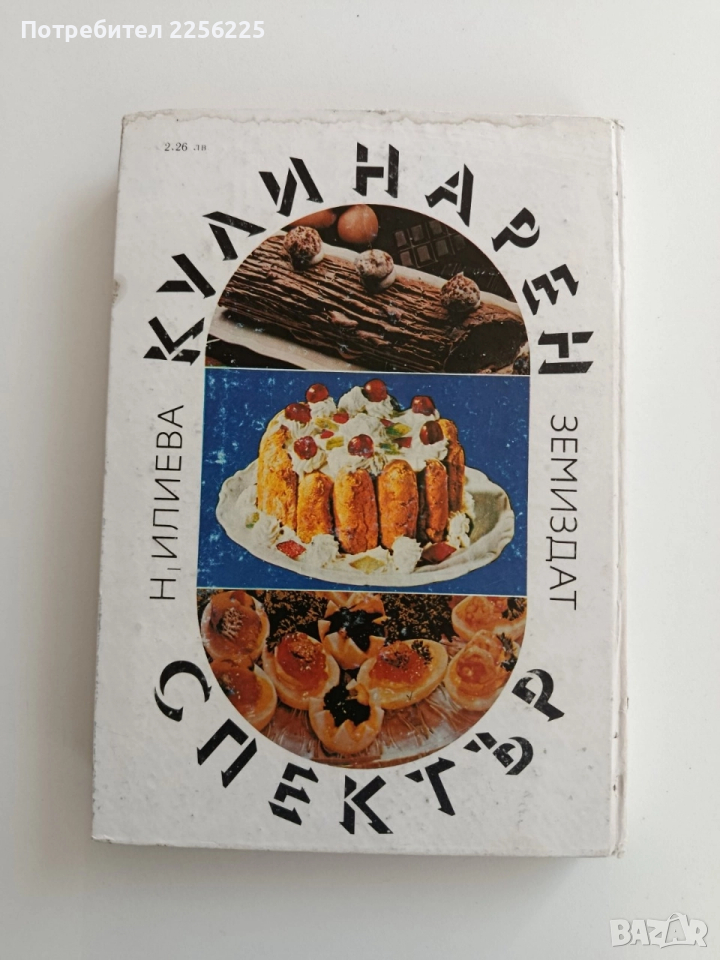 Потребител 2256225
2.26 лв
КУЛИНАРЕН
Н. ИЛИЕВА
ЗЕМИЗДАТ
СПЕКТЪР
BAZAR